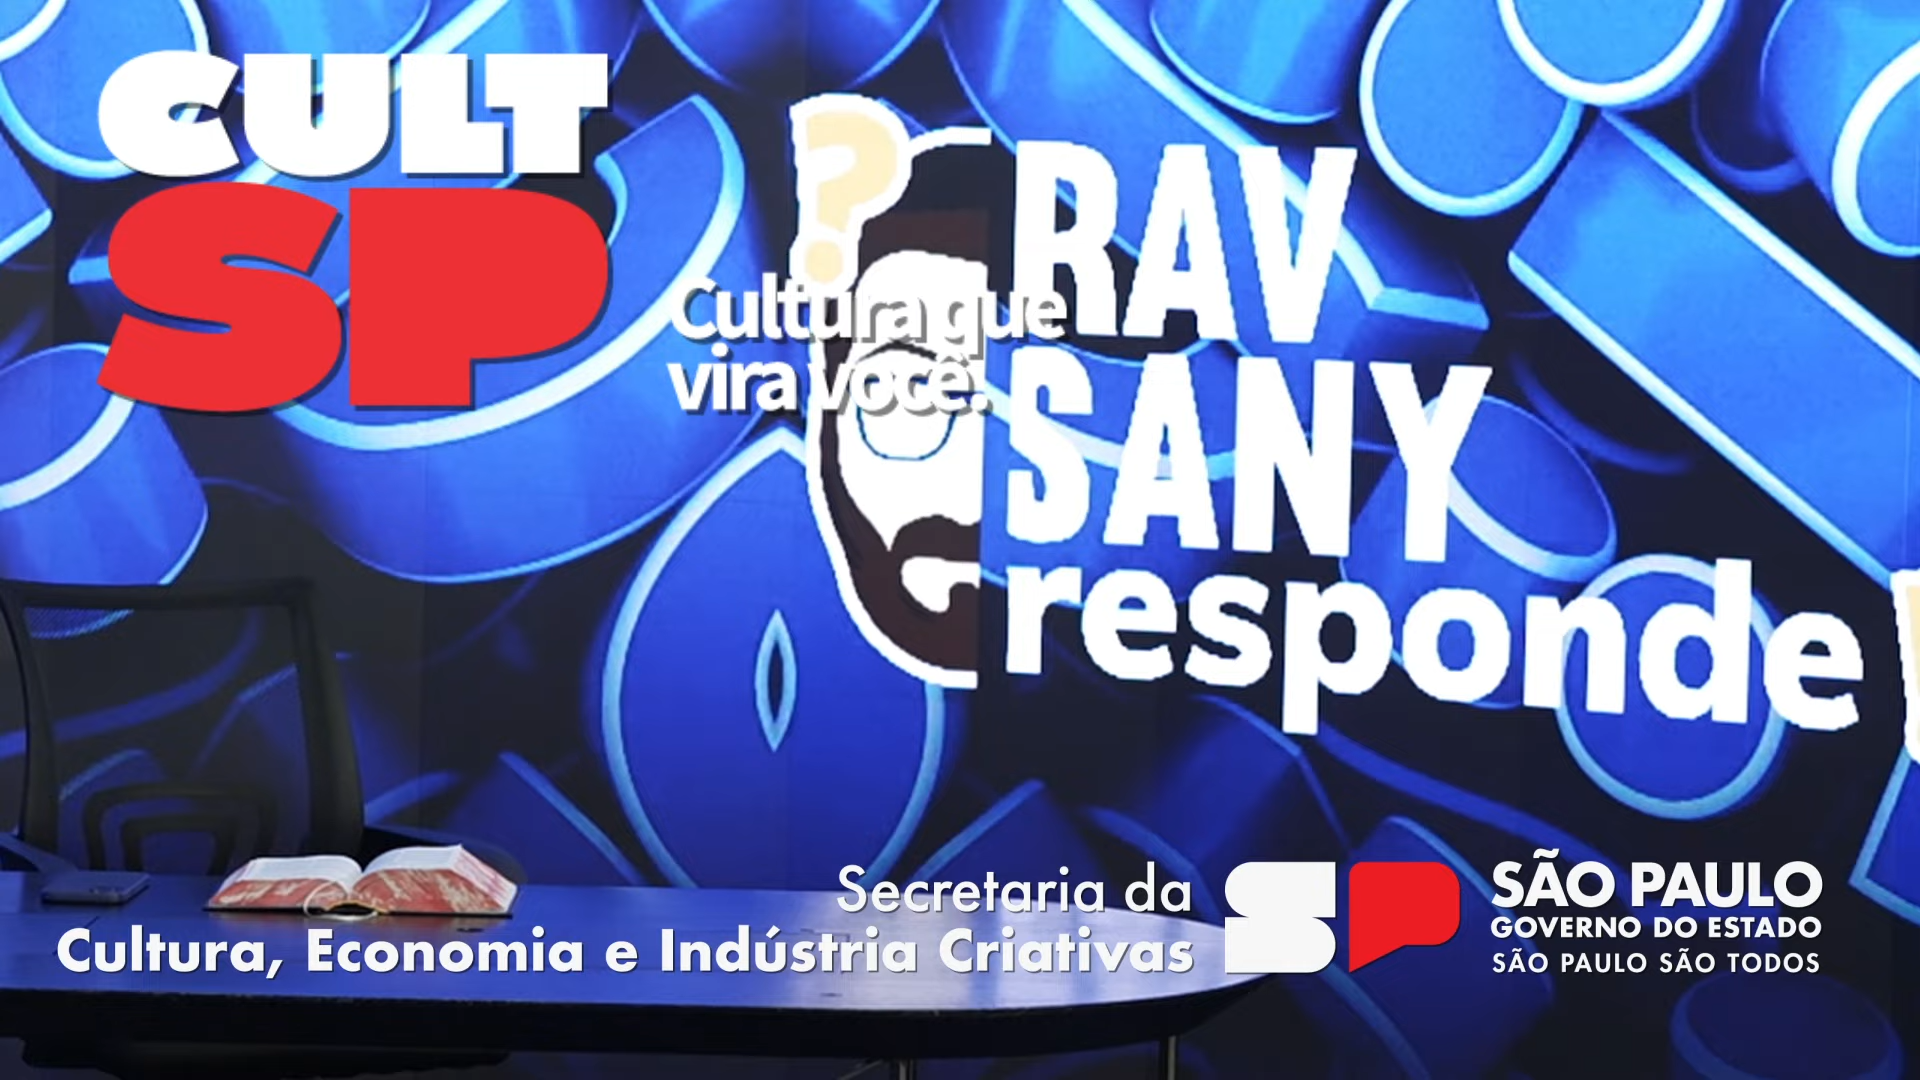 CULT
SP
Cultura que
vira você.
RAV
SANY
responde
Secretaria da
Cultura, Economia e Indústria Criativas
SP
SÃO PAULO
GOVERNO DO ESTADO
SÃO PAULO SÃO TODOS